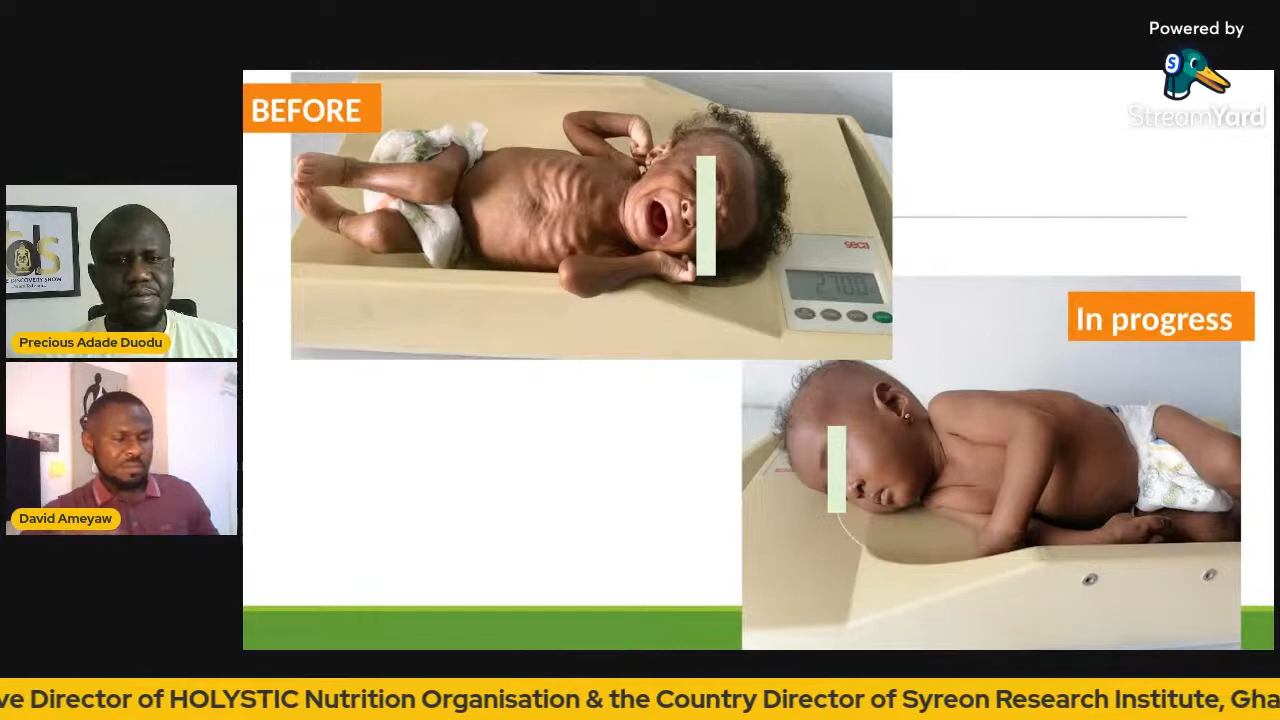 Powered by
StreamYard
BEFORE
seca
In progress
Precious Adade Duodu
David Ameyaw
ve Director of HOLYSTIC Nutrition Organisation & the Country Director of Syreon Research Institute, Gha